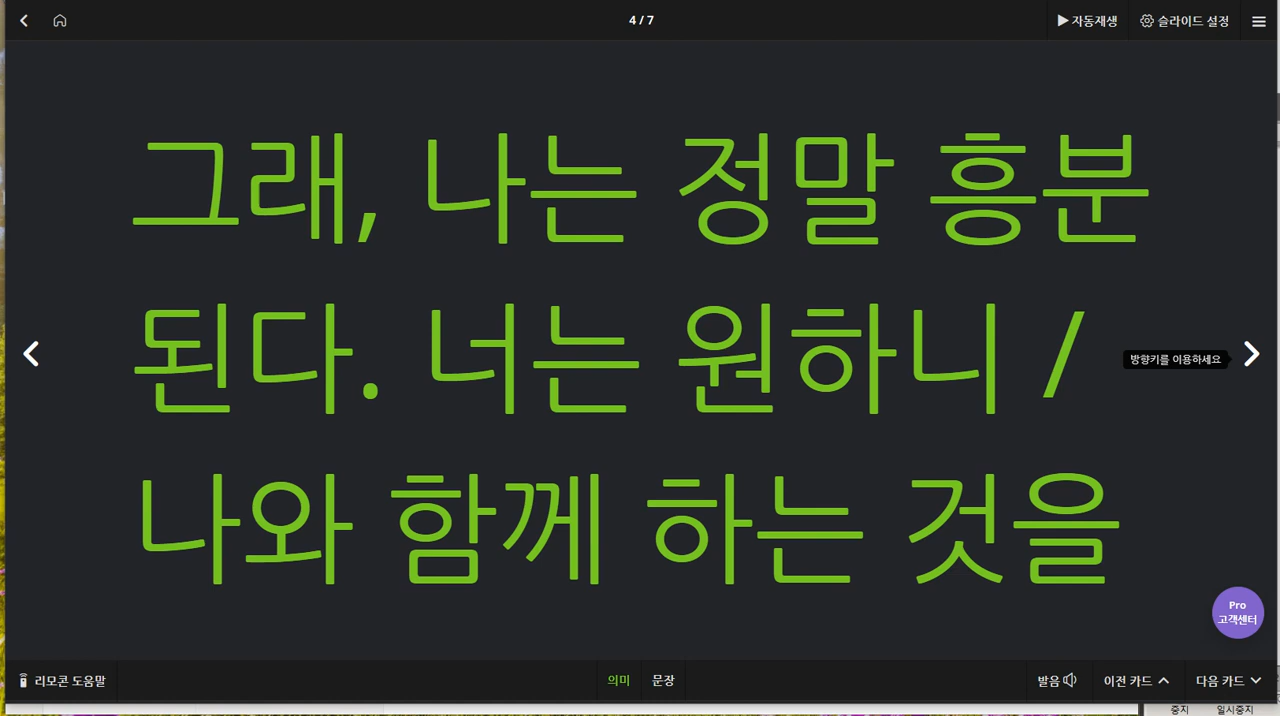 4 / 7
자동재생
슬라이드 설정
그래, 나는 정말 흥분
된다. 너는 원하니 /
나와 함께 하는 것을
방향키를 이용하세요
Pro
고객센터
리모콘 도움말
의미
문장
발음
이전 카드
다음 카드
중지
일시중지